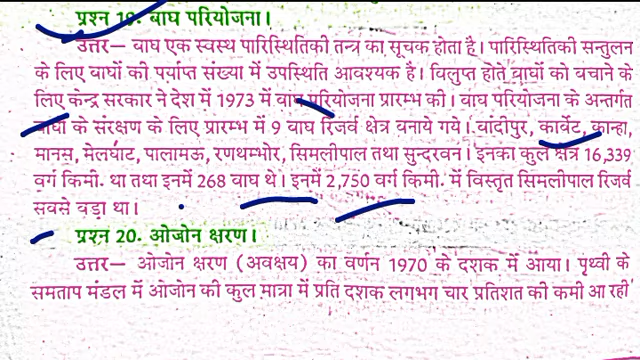 प्रश्न 19. बाघ परियोजना।
उत्तर— बाघ एक स्वस्थ पारिस्थितिकी तन्त्र का सूचक होता है। पारिस्थितिकी सन्तुलन
के लिए बाघों की पर्याप्त संख्या में उपस्थिति आवश्यक है। विलुप्त होते बाघों को बचाने के
लिए केन्द्र सरकार ने देश में 1973 में बाघ परियोजना प्रारम्भ की। बाघ परियोजना के अन्तर्गत
बाघों के संरक्षण के लिए प्रारम्भ में 9 बाघ रिजर्व क्षेत्र बनाये गये। बांदीपुर, कार्बेट, कान्हा,
मानस, मेलघाट, पालामऊ, रणथम्भोर, सिमलीपाल तथा सुन्दरवन। इनका कुल क्षेत्र 16,339
वर्ग किमी. था तथा इनमें 268 बाघ थे। इनमें 2,750 वर्ग किमी. में विस्तृत सिमलीपाल रिजर्व
सबसे बड़ा था।
प्रश्न 20. ओजोन क्षरण।
उत्तर— ओजोन क्षरण (अवक्षय) का वर्णन 1970 के दशक में आया। पृथ्वी के
समताप मंडल में ओजोन की कुल मात्रा में प्रति दशक लगभग चार प्रतिशत की कमी आ रही